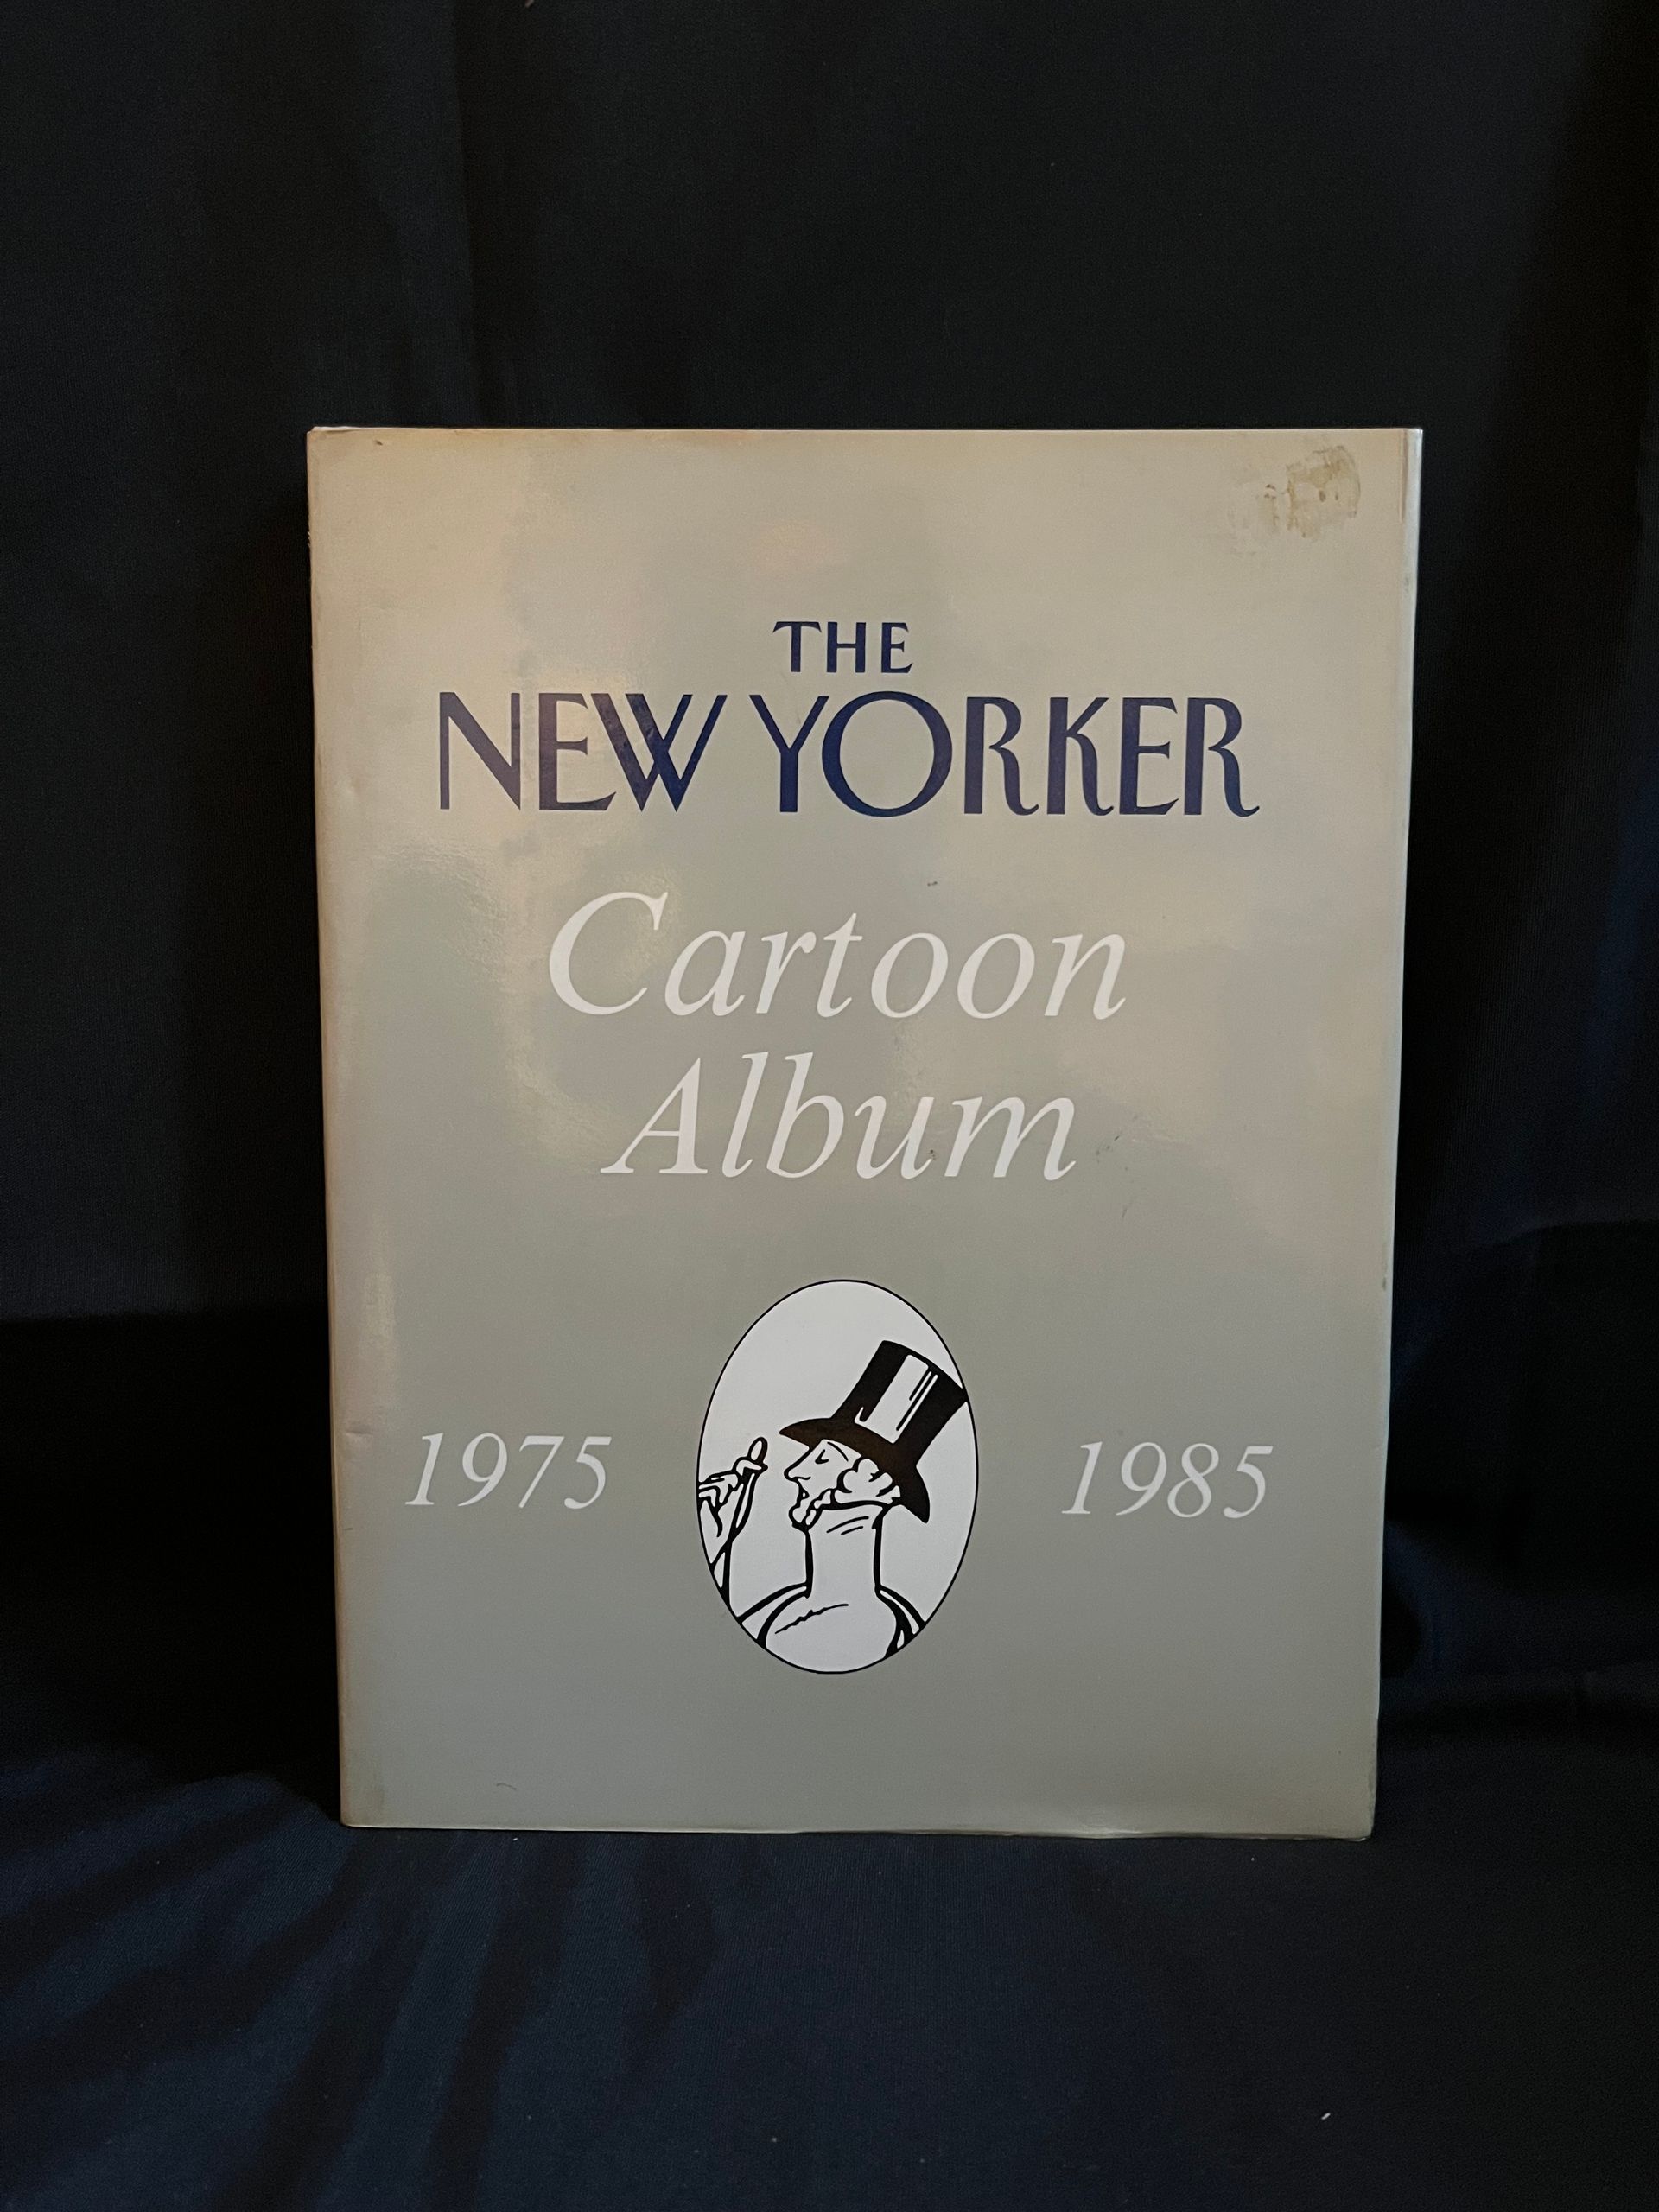 THE
NEW YORKER
Cartoon
Album
1975 1985